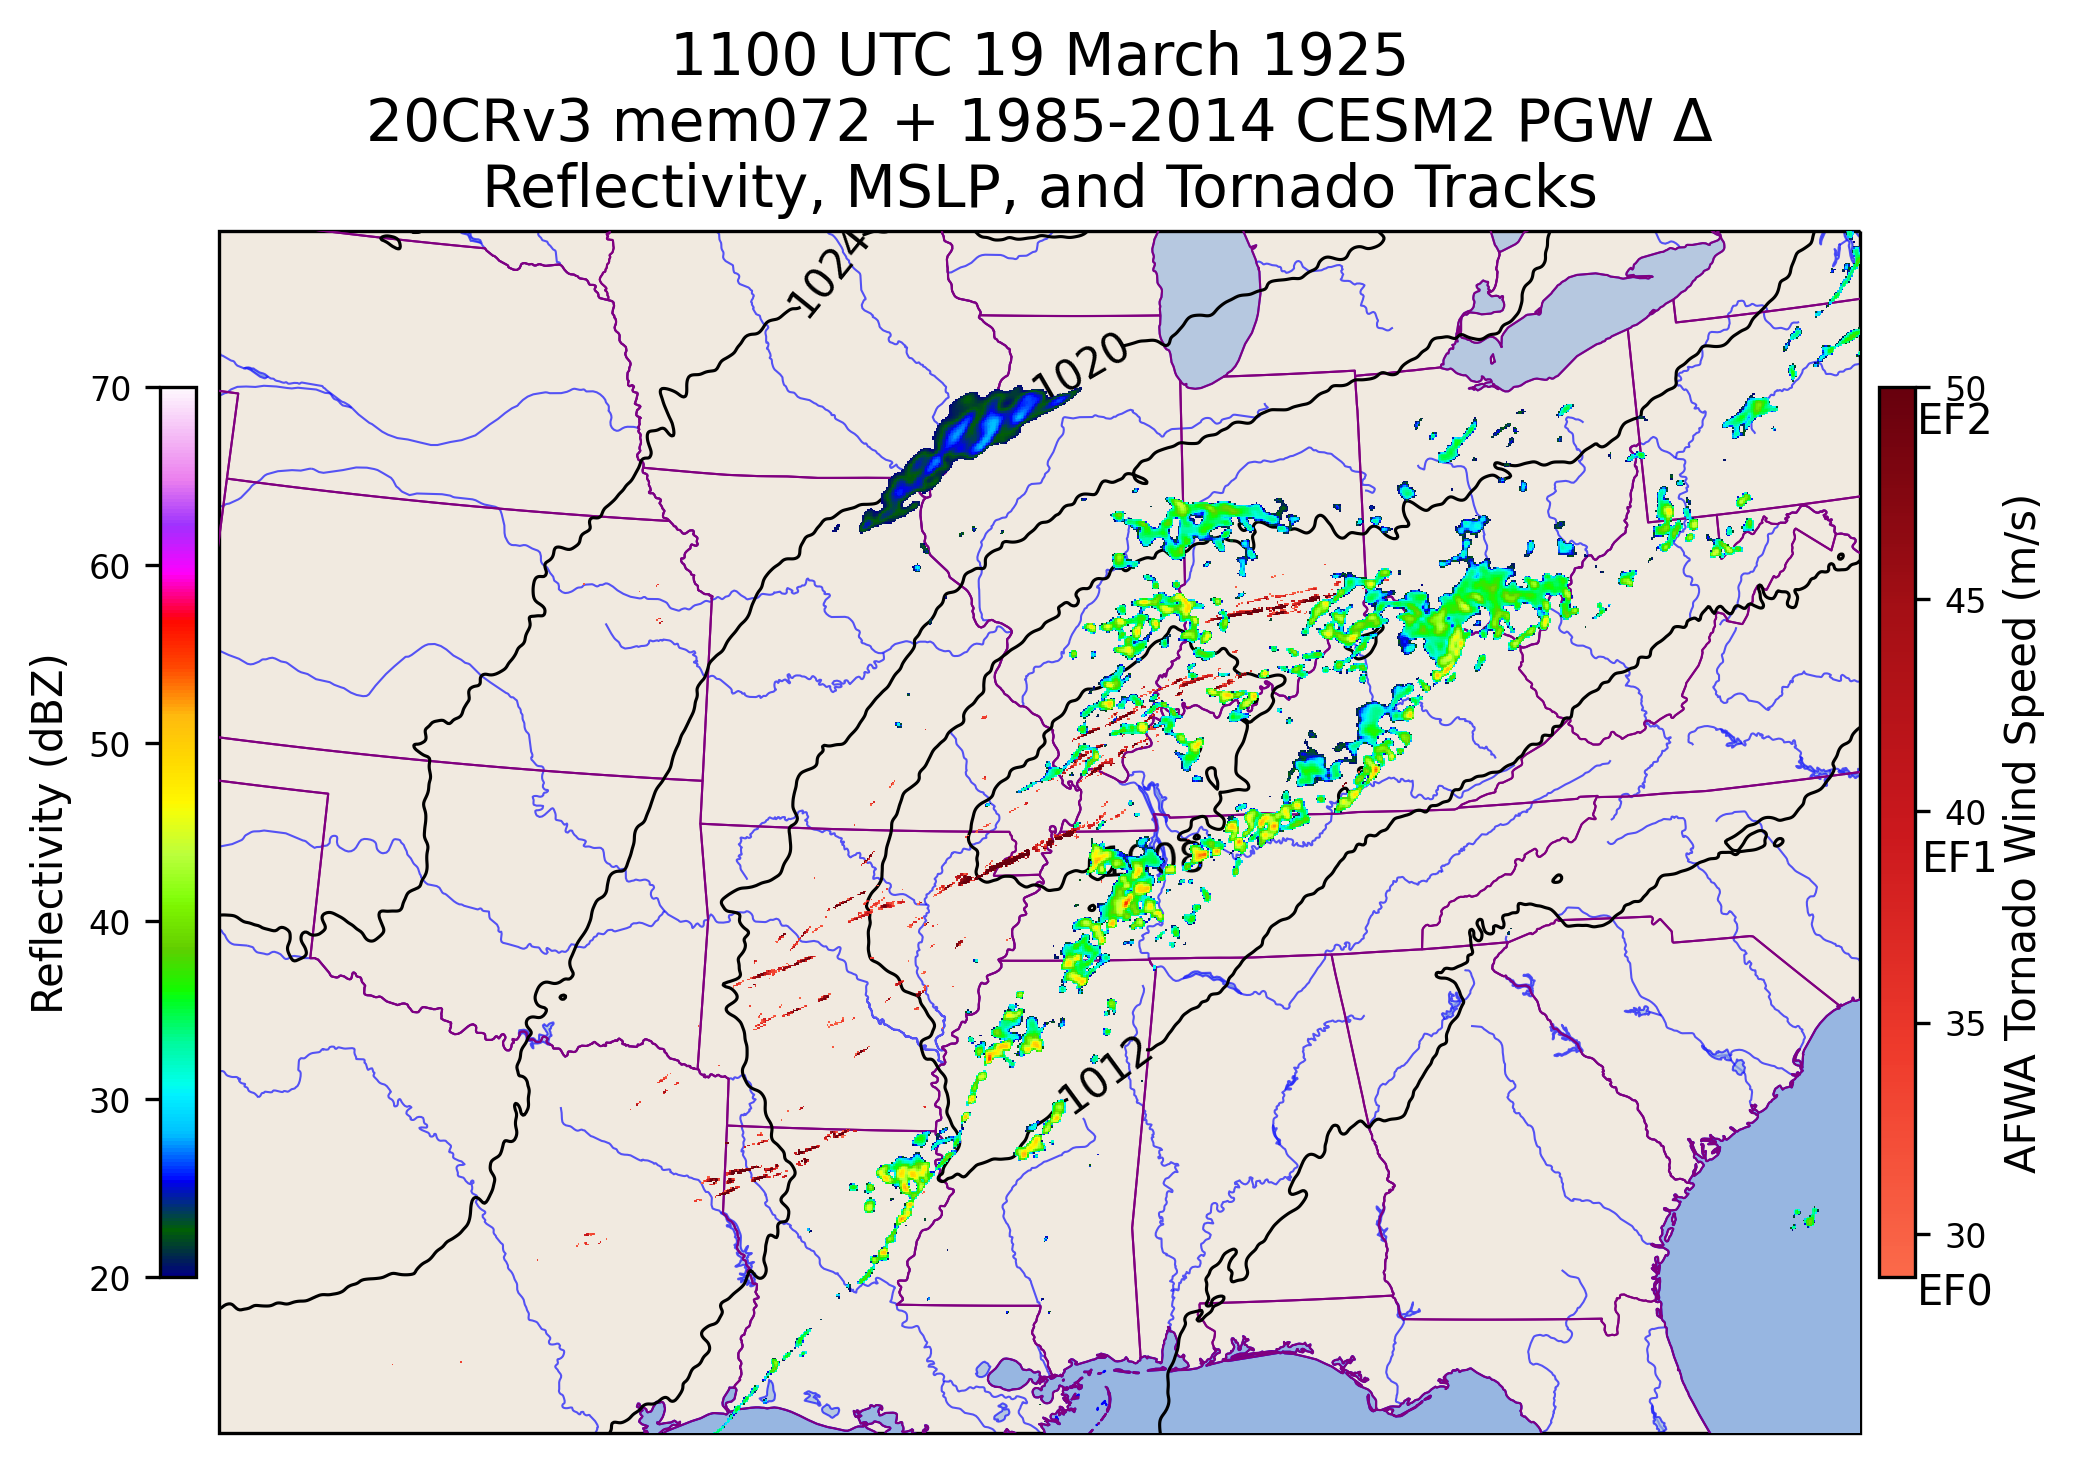 1100 UTC 19 March 1925
20CRv3 mem072 + 1985-2014 CESM2 PGW Δ
Reflectivity, MSLP, and Tornado Tracks
1024
1020
1012
Reflectivity (dBZ)
70
60
50
40
30
20
50
EF2
45
40
EF1
35
30
EF0
AFWA Tornado Wind Speed (m/s)